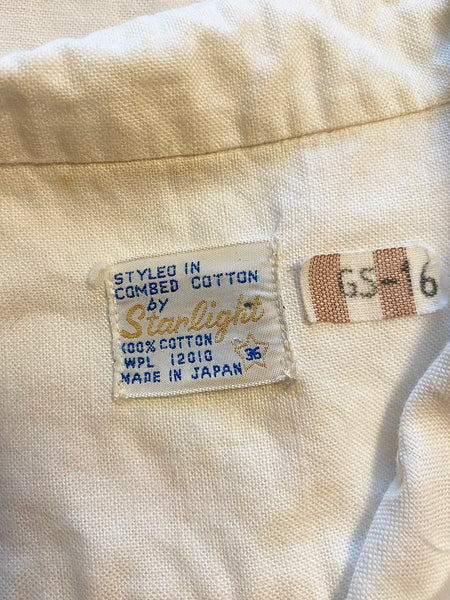 STYLED IN
COMBED COTTON
by
Starlight
100% COTTON
WPL 12010
MADE IN JAPAN
36
GS-16